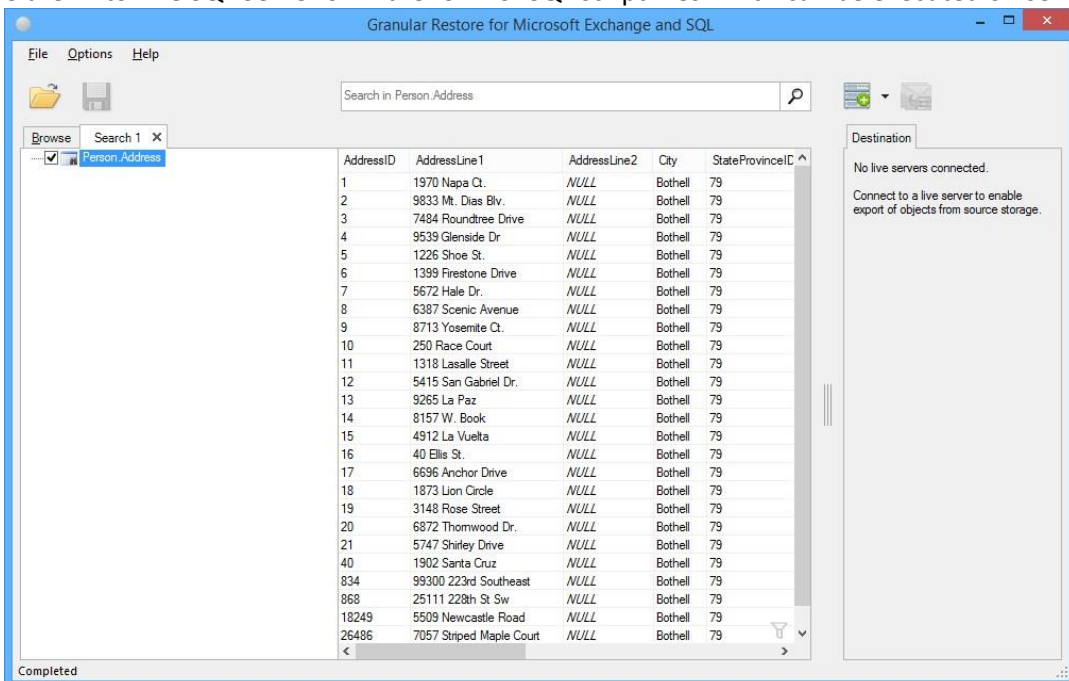 Granular Restore for Microsoft Exchange and SQL
File Options Help
Search in Person.Address
Browse Search 1 X
Destination
Person.Address
AddressID AddressLine1 AddressLine2 City StateProvinceID
No live servers connected.
Connect to a live server to enable
export of objects from source storage.
1 1970 Napa Ct. NULL Bothell 79
2 9833 Mt. Dias Blv. NULL Bothell 79
3 7484 Roundtree Drive NULL Bothell 79
4 9539 Glenside Dr NULL Bothell 79
5 1226 Shoe St. NULL Bothell 79
6 1399 Firestone Drive NULL Bothell 79
7 5672 Hale Dr. NULL Bothell 79
8 6387 Scenic Avenue NULL Bothell 79
9 8713 Yosemite Ct. NULL Bothell 79
10 250 Race Court NULL Bothell 79
11 1318 Lasalle Street NULL Bothell 79
12 5415 San Gabriel Dr. NULL Bothell 79
13 9265 La Paz NULL Bothell 79
14 8157 W. Book NULL Bothell 79
15 4912 La Vuelta NULL Bothell 79
16 40 Ellis St. NULL Bothell 79
17 6696 Anchor Drive NULL Bothell 79
18 1873 Lion Circle NULL Bothell 79
19 3148 Rose Street NULL Bothell 79
20 6872 Thornwood Dr. NULL Bothell 79
21 5747 Shirley Drive NULL Bothell 79
40 1902 Santa Cruz NULL Bothell 79
834 99300 223rd Southeast NULL Bothell 79
868 25111 228th St Sw NULL Bothell 79
18249 5509 Newcastle Road NULL Bothell 79
26486 7057 Striped Maple Court NULL Bothell 79
Completed